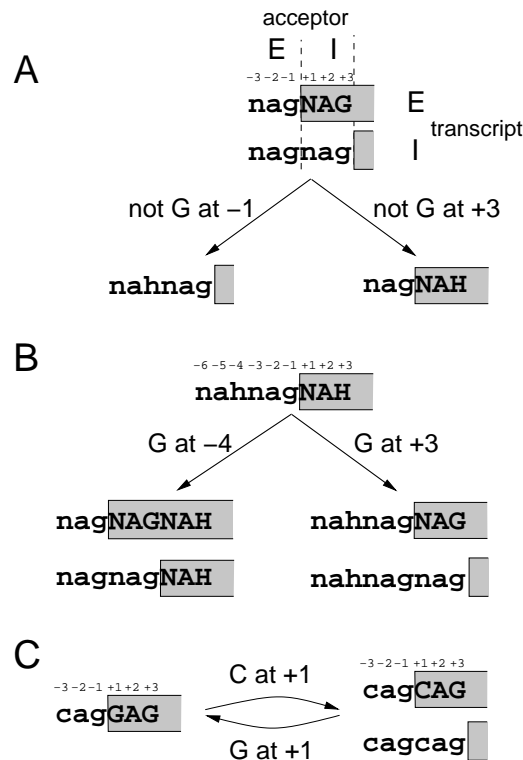 acceptor
E I
A
−3 −2 −1 +1 +2 +3
nagNAG E
transcript
nagnag I
not G at −1 not G at +3
nahnag nagNAH
B
−6 −5 −4 −3 −2 −1 +1 +2 +3
nahnagNAH
G at −4 G at +3
nagNAGNAH nahnagNAG
nagnagNAH nahnagnag
C
−3 −2 −1 +1 +2 +3 C at +1 −3 −2 −1 +1 +2 +3
cagGAG cagCAG
G at +1 cagcag